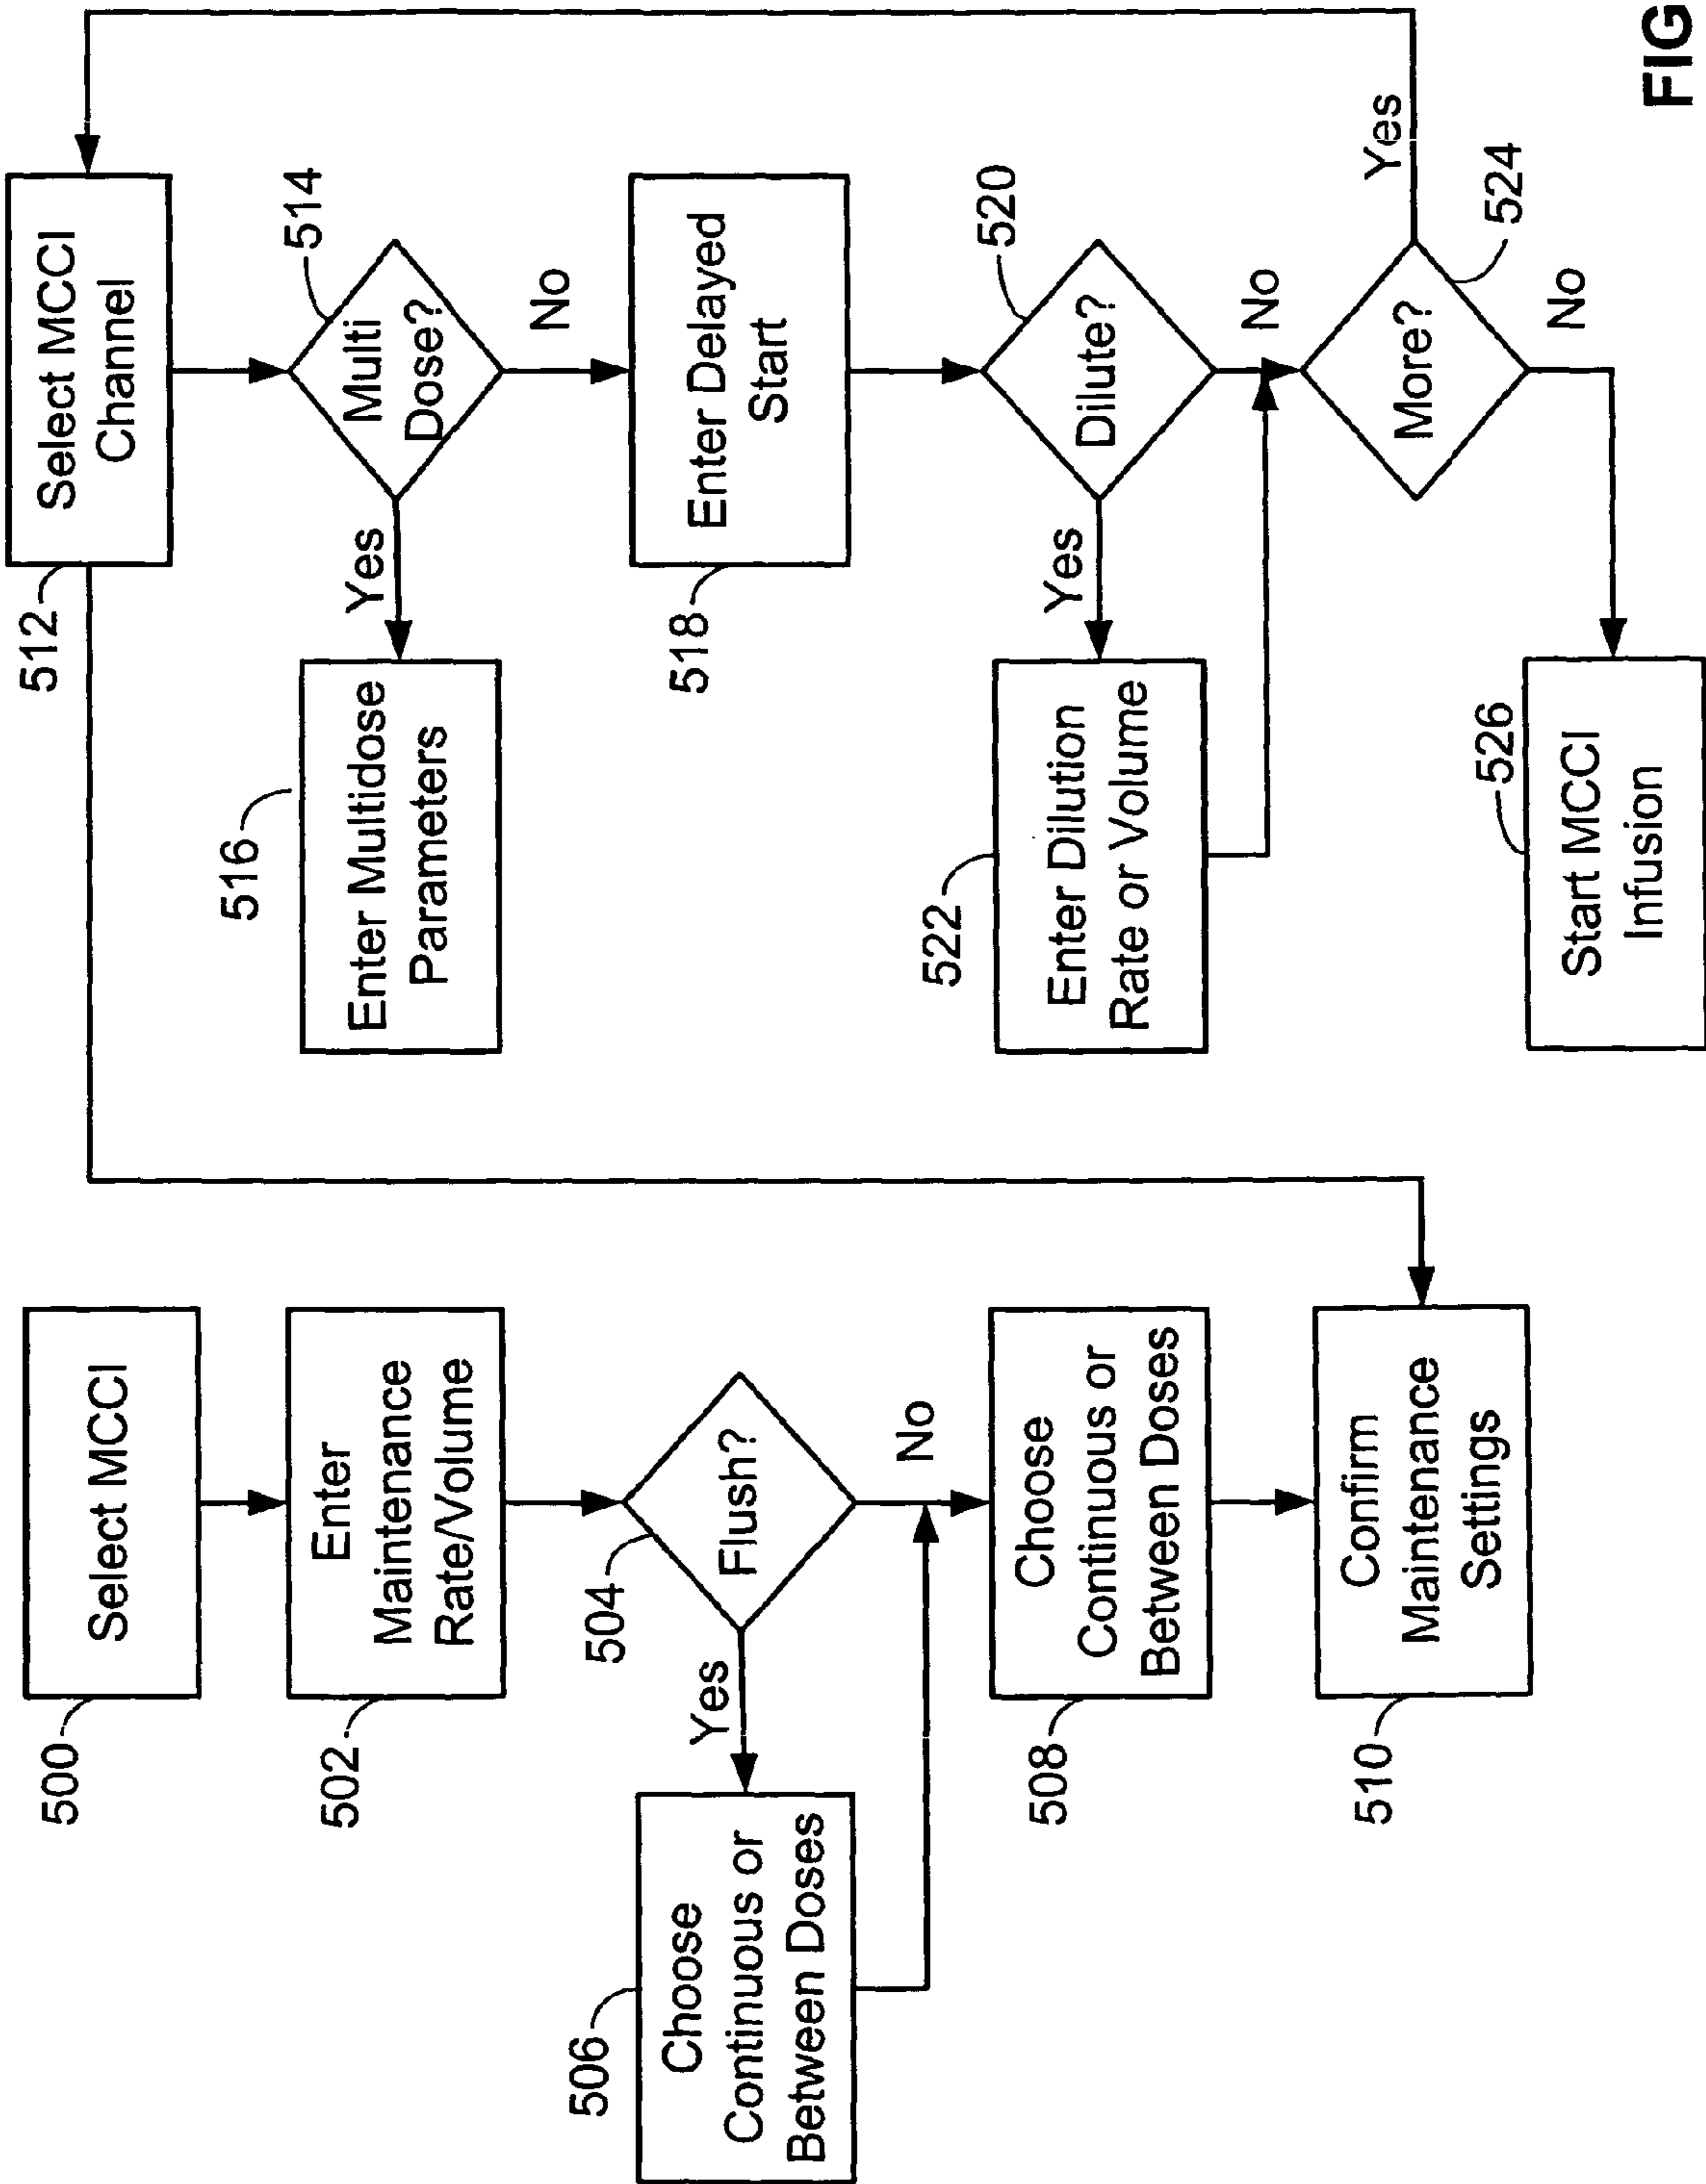 500
Select MCCI
502
Enter
Maintenance
Rate/Volume
504
Flush?
Yes
No
506
Choose
Continuous or
Between Doses
508
Choose
Continuous or
Between Doses
510
Confirm
Maintenance
Settings
512
Select MCCI
Channel
514
Multi
Dose?
Yes
No
516
Enter Multidose
Parameters
518
Enter Delayed
Start
520
Dilute?
Yes
No
522
Enter Dilution
Rate or Volume
524
More?
Yes
No
526
Start MCCI
Infusion
FIG